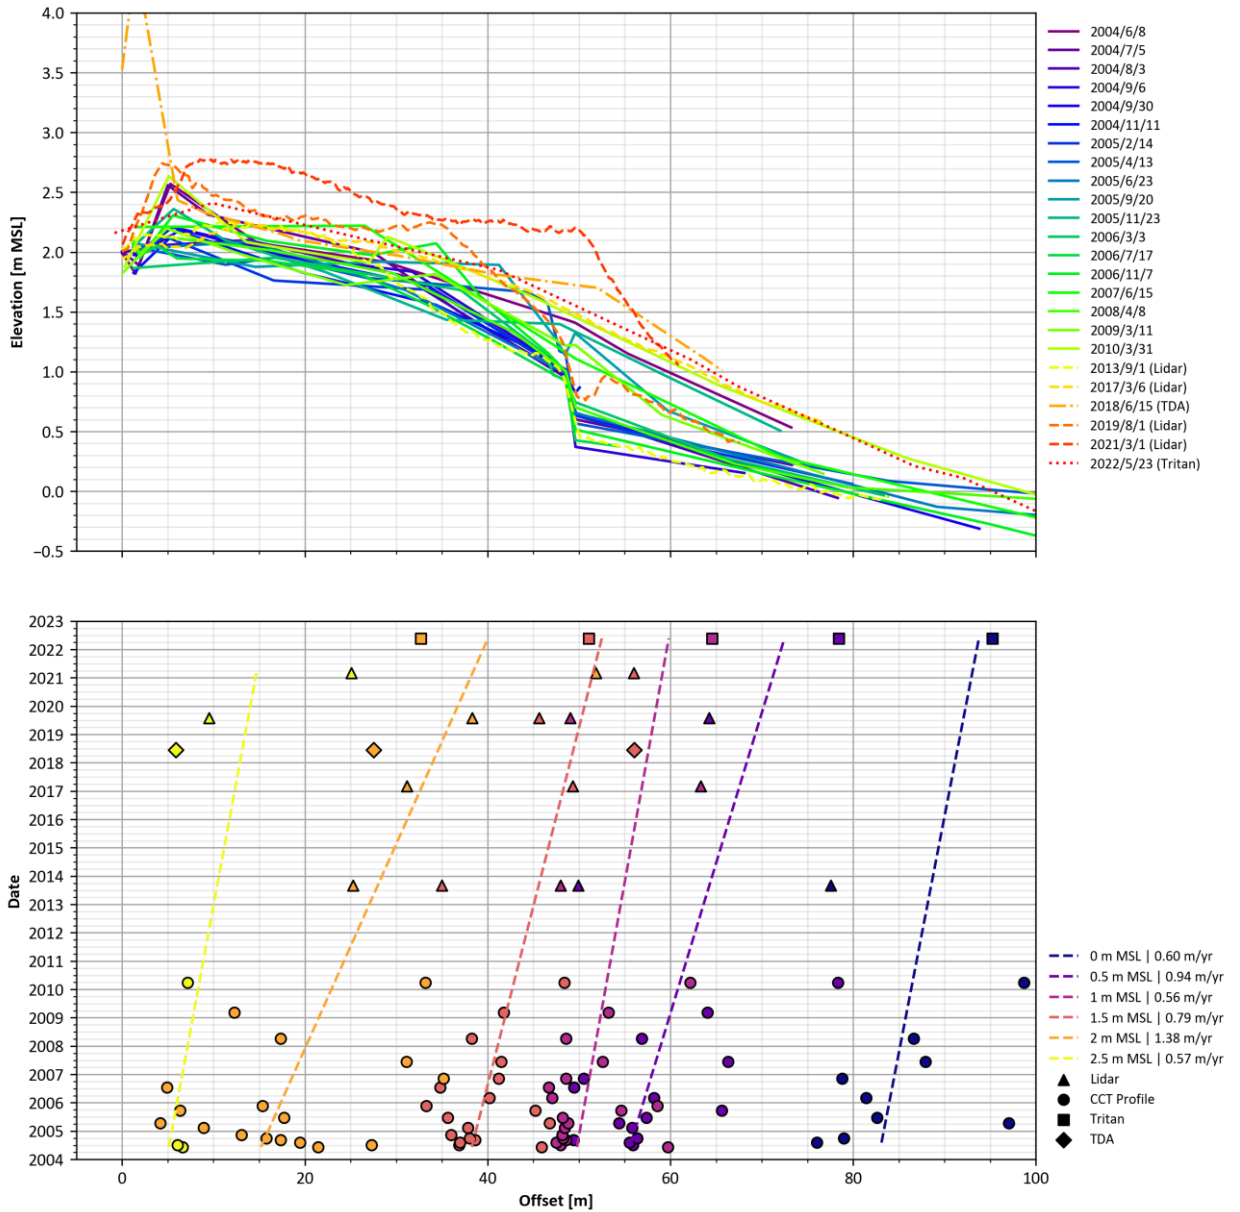 4.0
3.5
3.0
2.5
2.0
1.5
1.0
0.5
0.0
−0.5
Elevation [m MSL]
2004/6/8
2004/7/5
2004/8/3
2004/9/6
2004/9/30
2004/11/11
2005/2/14
2005/4/13
2005/6/23
2005/9/20
2005/11/23
2006/3/3
2006/7/17
2006/11/7
2007/6/15
2008/4/8
2009/3/11
2010/3/31
2013/9/1 (Lidar)
2017/3/6 (Lidar)
2018/6/15 (TDA)
2019/8/1 (Lidar)
2021/3/1 (Lidar)
2022/5/23 (Tritan)
2023
2022
2021
2020
2019
2018
2017
2016
2015
2014
2013
2012
2011
2010
2009
2008
2007
2006
2005
2004
Date
0 20 40 60 80 100
Offset [m]
0 m MSL | 0.60 m/yr
0.5 m MSL | 0.94 m/yr
1 m MSL | 0.56 m/yr
1.5 m MSL | 0.79 m/yr
2 m MSL | 1.38 m/yr
2.5 m MSL | 0.57 m/yr
Lidar
CCT Profile
Tritan
TDA